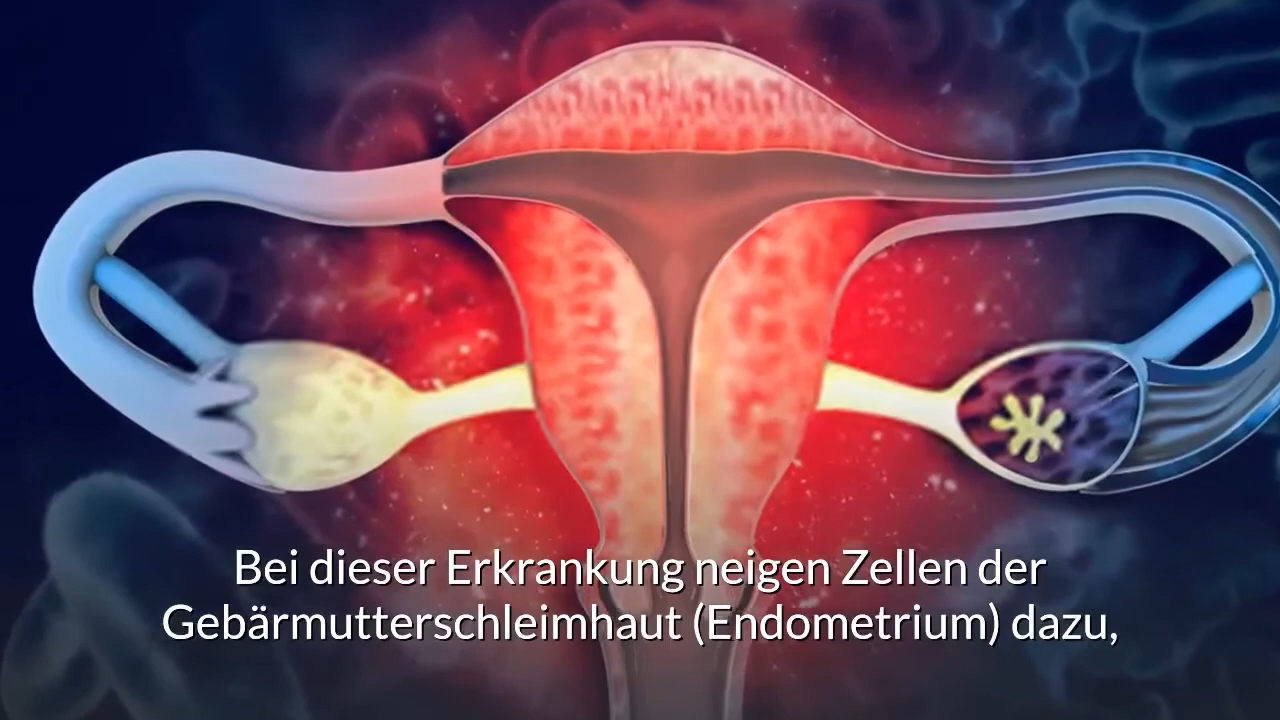 Bei dieser Erkrankung neigen Zellen der
Gebärmutterschleimhaut (Endometrium) dazu,